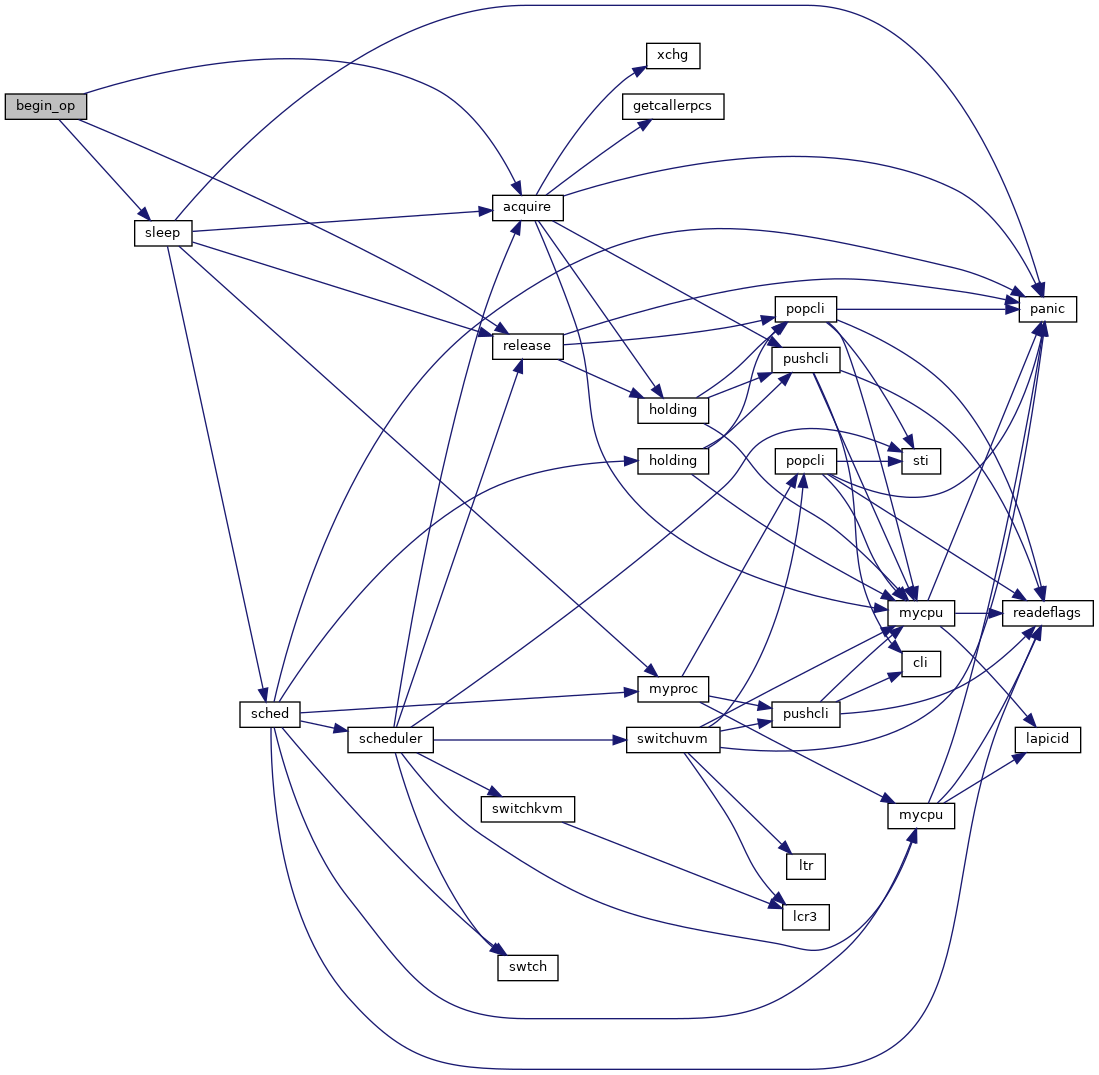 xchg
begin_op
getcallerpcs
acquire
sleep
popcli
panic
release
pushcli
holding
holding
popcli
sti
mycpu
readeflags
cli
myproc
sched
pushcli
scheduler
switchuvm
lapicid
switchkvm
mycpu
ltr
lcr3
swtch